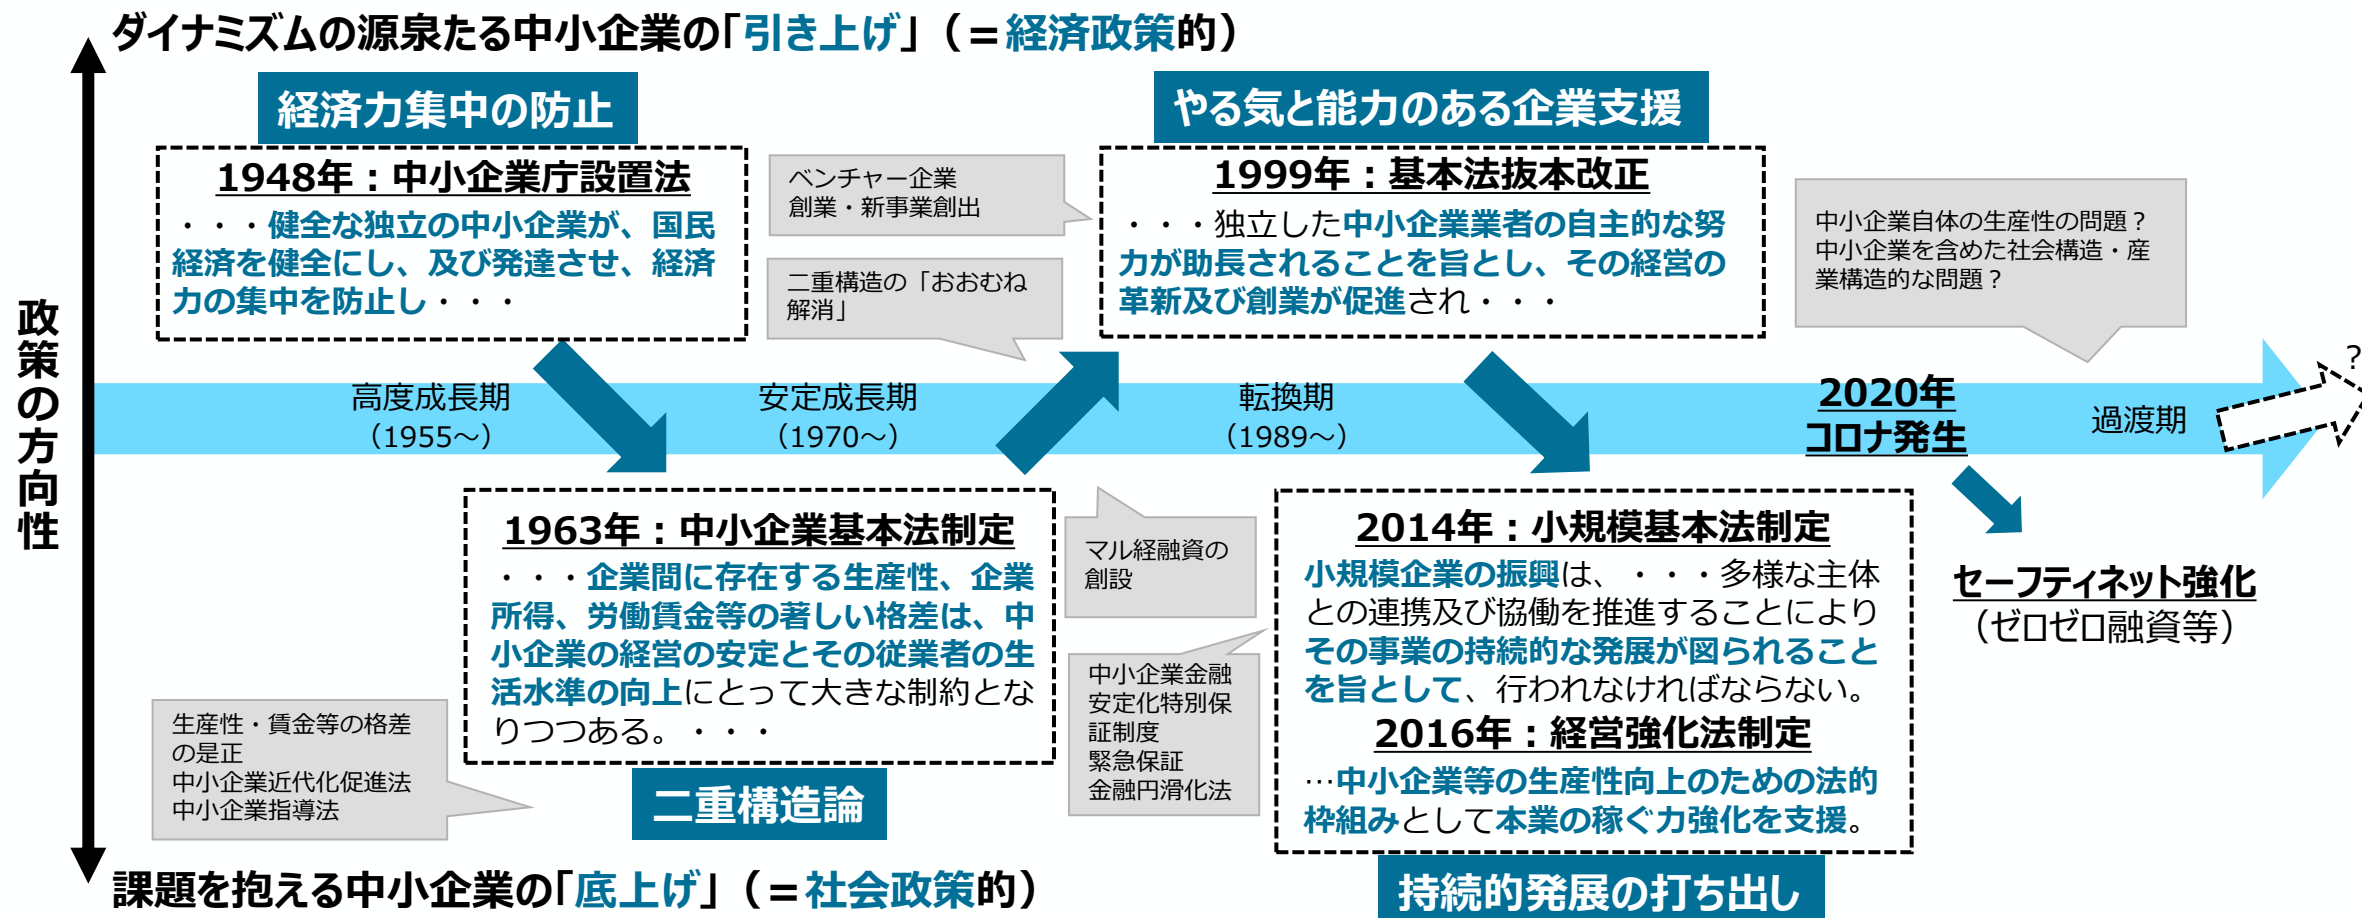 ダイナミズムの源泉たる中小企業の「引き上げ」（＝経済政策的）
政策の方向性
経済力集中の防止
1948年：中小企業庁設置法
・・・健全な独立の中小企業が、国民
経済を健全にし、及び発達させ、経済
力の集中を防止し・・・
ベンチャー企業
創業・新事業創出
二重構造の「おおむね
解消」
やる気と能力のある企業支援
1999年：基本法抜本改正
・・・独立した中小企業業者の自主的な努
力が助長されることを旨とし、その経営の
革新及び創業が促進され・・・
中小企業自体の生産性の問題？
中小企業を含めた社会構造・産
業構造的な問題？
高度成長期
（1955～）
安定成長期
（1970～）
転換期
（1989～）
2020年
コロナ発生
過渡期
？
1963年：中小企業基本法制定
・・・企業間に存在する生産性、企業
所得、労働賃金等の著しい格差は、中
小企業の経営の安定とその従業者の生
活水準の向上にとって大きな制約とな
りつつある。・・・
二重構造論
生産性・賃金等の格差
の是正
中小企業近代化促進法
中小企業指導法
マル経融資の
創設
中小企業金融
安定化特別保
証制度
緊急保証
金融円滑化法
2014年：小規模基本法制定
小規模企業の振興は、・・・多様な主体
との連携及び協働を推進することにより
その事業の持続的な発展が図られること
を旨として、行われなければならない。
2016年：経営強化法制定
…中小企業等の生産性向上のための法的
枠組みとして本業の稼ぐ力強化を支援。
持続的発展の打ち出し
セーフティネット強化
（ゼロゼロ融資等）
課題を抱える中小企業の「底上げ」（＝社会政策的）